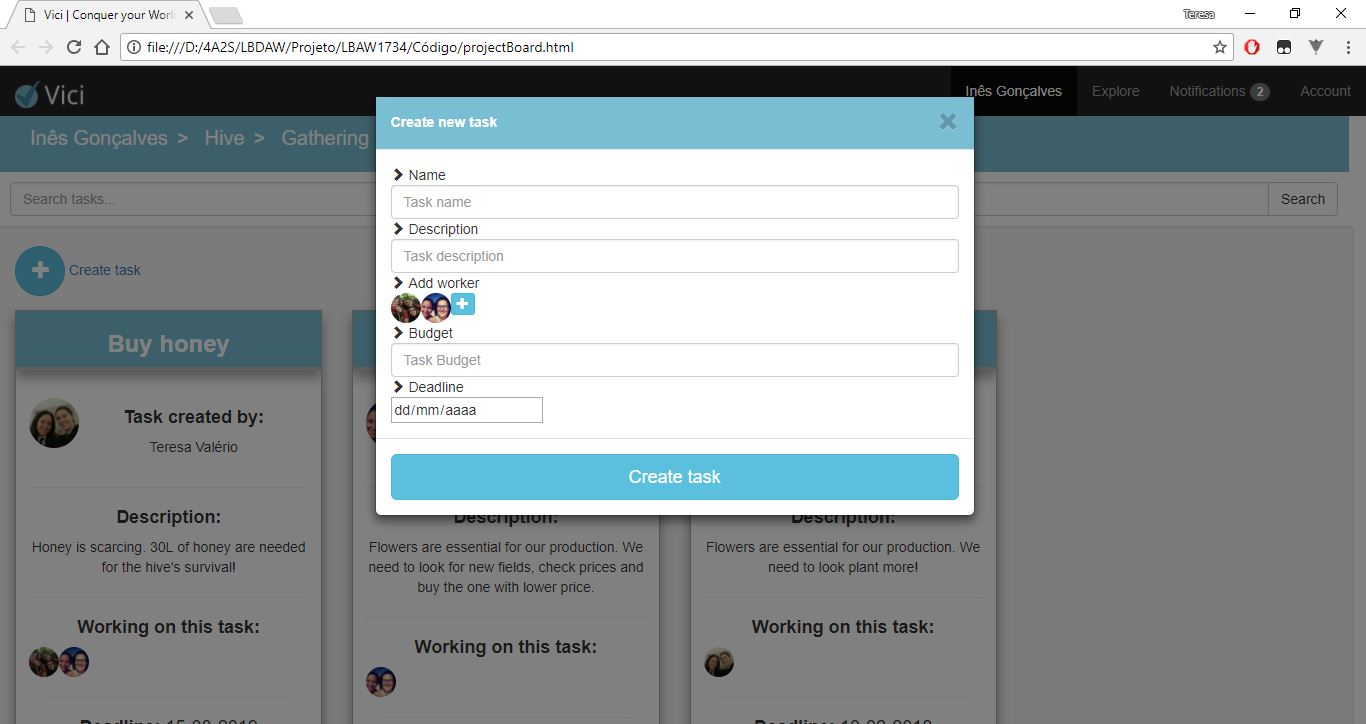 Vici | Conquer your Work
Teresa
file:///D:/4A2S/LBDAW/Projeto/LBAW1734/Código/projectBoard.html
Vici
Inês Gonçalves
Explore
Notifications 2
Account
Inês Gonçalves > Hive > Gathering
Search tasks...
Search
Create task
Create new task
Name
Task name
Description
Task description
Add worker
Budget
Task Budget
Deadline
dd/mm/aaaa
Create task
Buy honey
Task created by:
Teresa Valério
Description:
Honey is scarcing. 30L of honey are needed
for the hive's survival!
Working on this task:
Deadline: 15-08-2019
Description:
Flowers are essential for our production. We
need to look for new fields, check prices and
buy the one with lower price.
Working on this task:
Description:
Flowers are essential for our production. We
need to look plant more!
Working on this task:
Deadline: